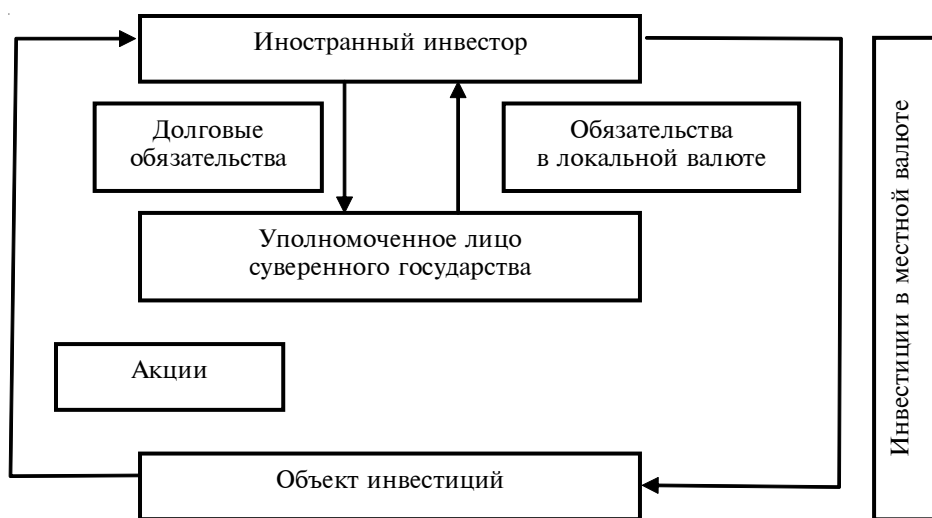 Иностранный инвестор
Долговые
обязательства
Обязательства
в локальной валюте
Уполномоченное лицо
суверенного государства
Акции
Объект инвестиций
Инвестиции в местной валюте